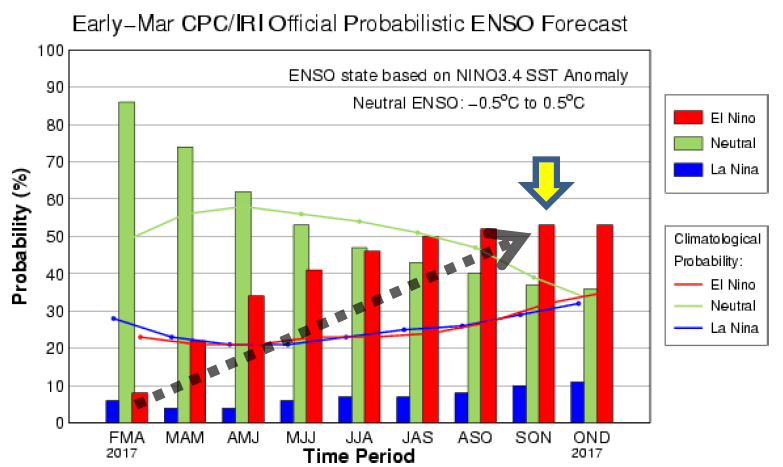 Early-Mar CPC/IRI Official Probabilistic ENSO Forecast
ENSO state based on NINO3.4 SST Anomaly
Neutral ENSO: -0.5°C to 0.5°C
Probability (%)
100
90
80
70
60
50
40
30
20
10
0
FMA MAM AMJ MJJ JJA JAS ASO SON OND
2017 2017
Time Period
El Nino
Neutral
La Nina
Climatological
Probability:
El Nino
Neutral
La Nina